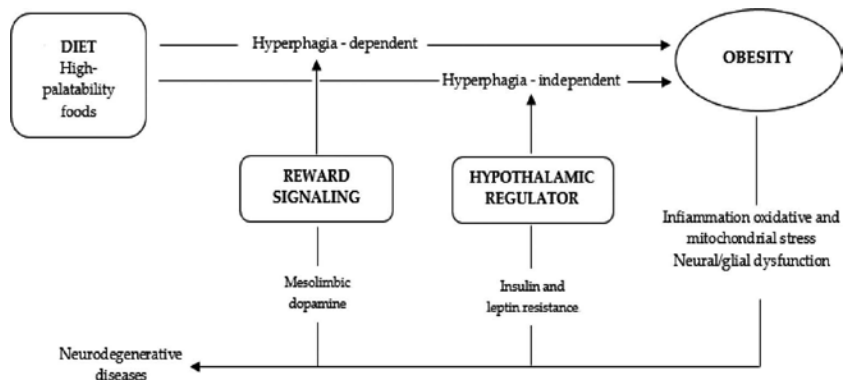 DIET
High-
palatability
foods
Hyperphagia - dependent
Hyperphagia - independent
OBESITY
REWARD
SIGNALING
HYPOTHALAMIC
REGULATOR
Infiammation oxidative and
mitochondrial stress
Neural/glial dysfunction
Mesolimbic
dopamine
Insulin and
leptin resistance
Neurodegenerative
diseases